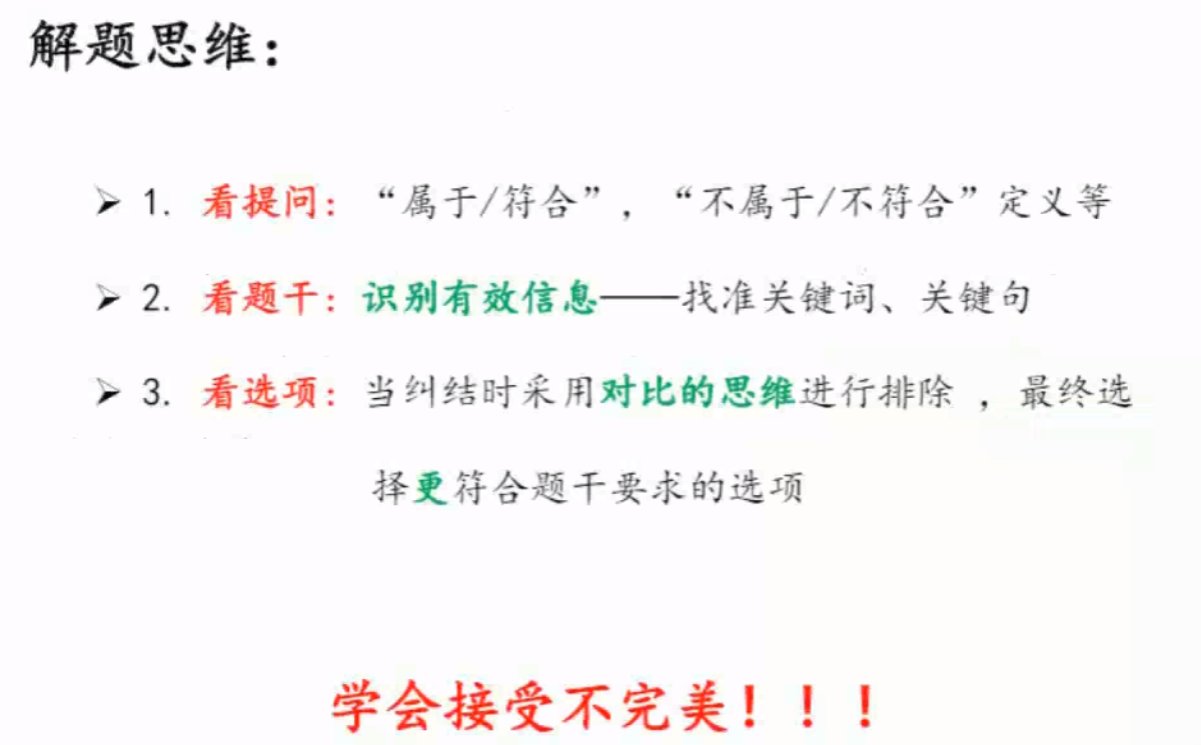 解题思维：
➢ 1. 看提问：“属于/符合”，“不属于/不符合”定义等
➢ 2. 看题干：识别有效信息——找准关键词、关键句
➢ 3. 看选项：当纠结时采用对比的思维进行排除 ，最终选
择更符合题干要求的选项
学会接受不完美！！！